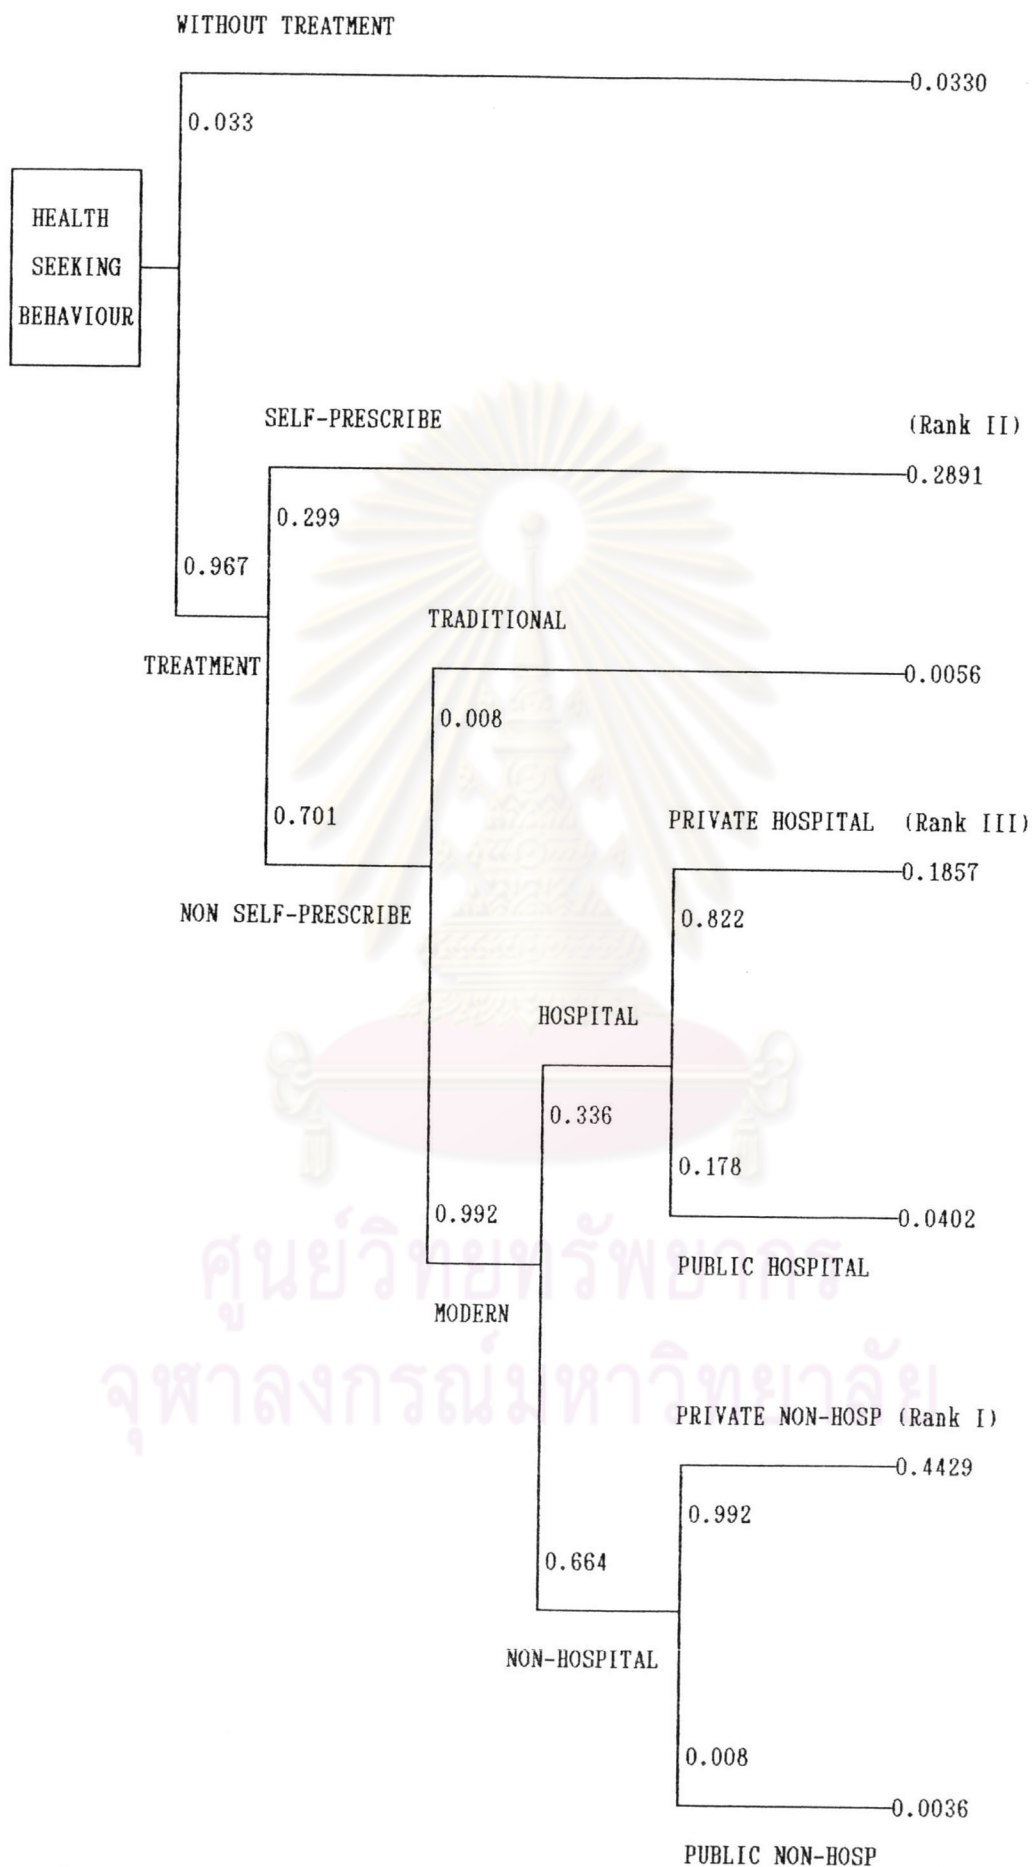 WITHOUT TREATMENT
0.0330
0.033
HEALTH
SEEKING
BEHAVIOUR
SELF-PRESCRIBE (Rank II)
0.2891
0.299
0.967
TRADITIONAL
TREATMENT
0.0056
0.008
0.701
PRIVATE HOSPITAL (Rank III)
0.1857
NON SELF-PRESCRIBE
0.822
HOSPITAL
0.336
0.178
0.992
0.0402
PUBLIC HOSPITAL
MODERN
ศูนย์วิทยทรัพยากร
จุฬาลงกรณ์มหาวิทยาลัย
PRIVATE NON-HOSP (Rank I)
0.4429
0.992
0.664
NON-HOSPITAL
0.008
0.0036
PUBLIC NON-HOSP